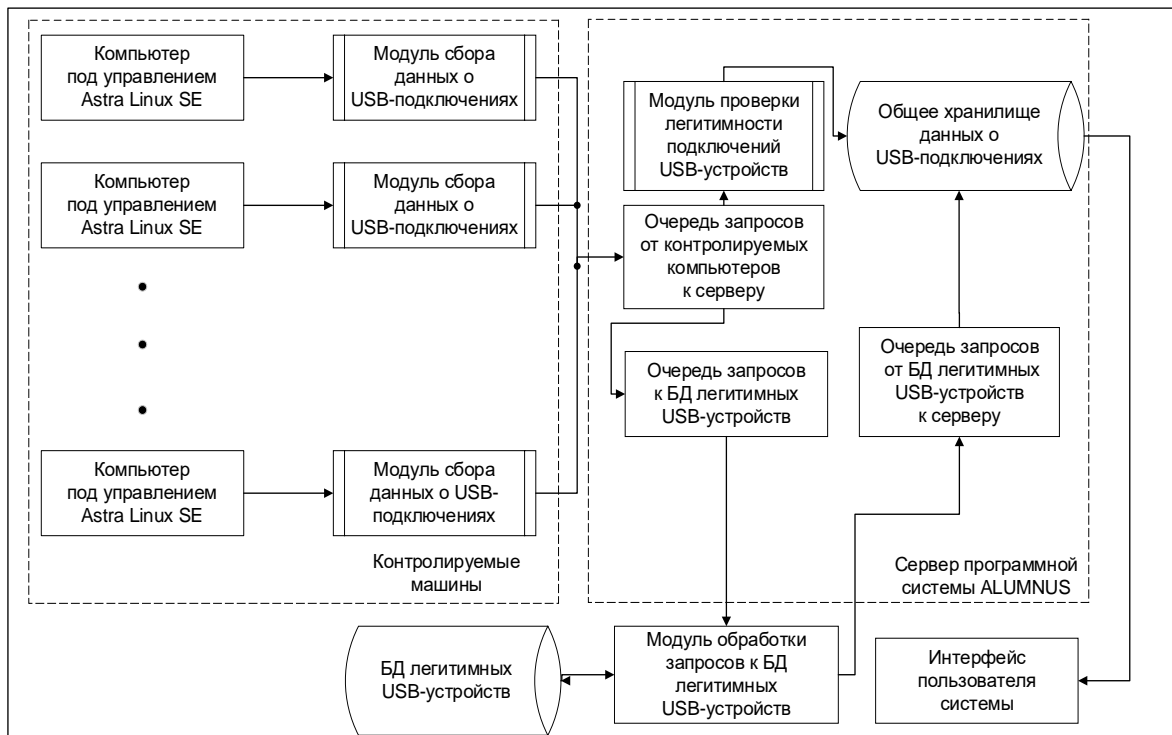 Компьютер
под управлением
Astra Linux SE
Модуль сбора
данных о
USB-подключениях
Компьютер
под управлением
Astra Linux SE
Модуль сбора
данных о
USB-подключениях
Компьютер
под управлением
Astra Linux SE
Модуль сбора
данных о USB-
подключениях
Контролируемые
машины
Модуль проверки
легитимности
подключений
USB-устройств
Общее хранилище
данных о
USB-подключениях
Очередь запросов
от контролируемых
компьютеров
к серверу
Очередь запросов
к БД легитимных
USB-устройств
Очередь запросов
от БД легитимных
USB-устройств
к серверу
Сервер программной
системы ALUMNUS
БД легитимных
USB-устройств
Модуль обработки
запросов к БД
легитимных
USB-устройств
Интерфейс
пользователя
системы